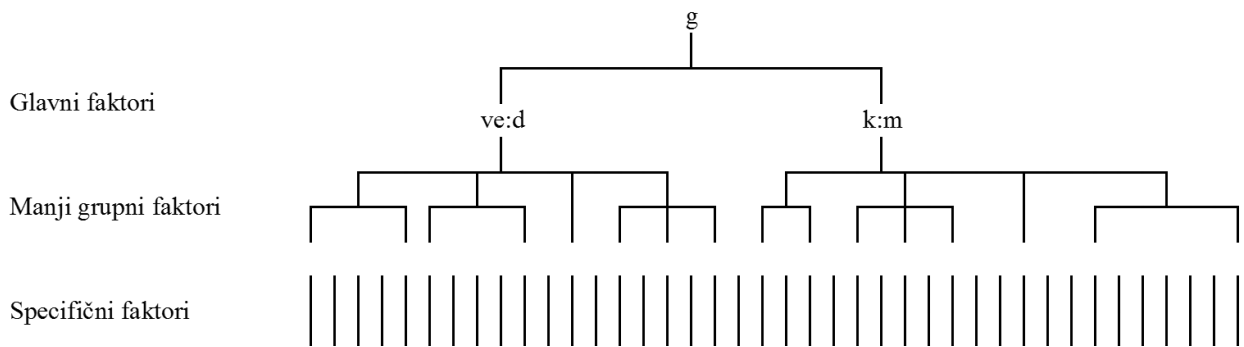 g
Glavni faktori
ve:d
k:m
Manji grupni faktori
Specifični faktori